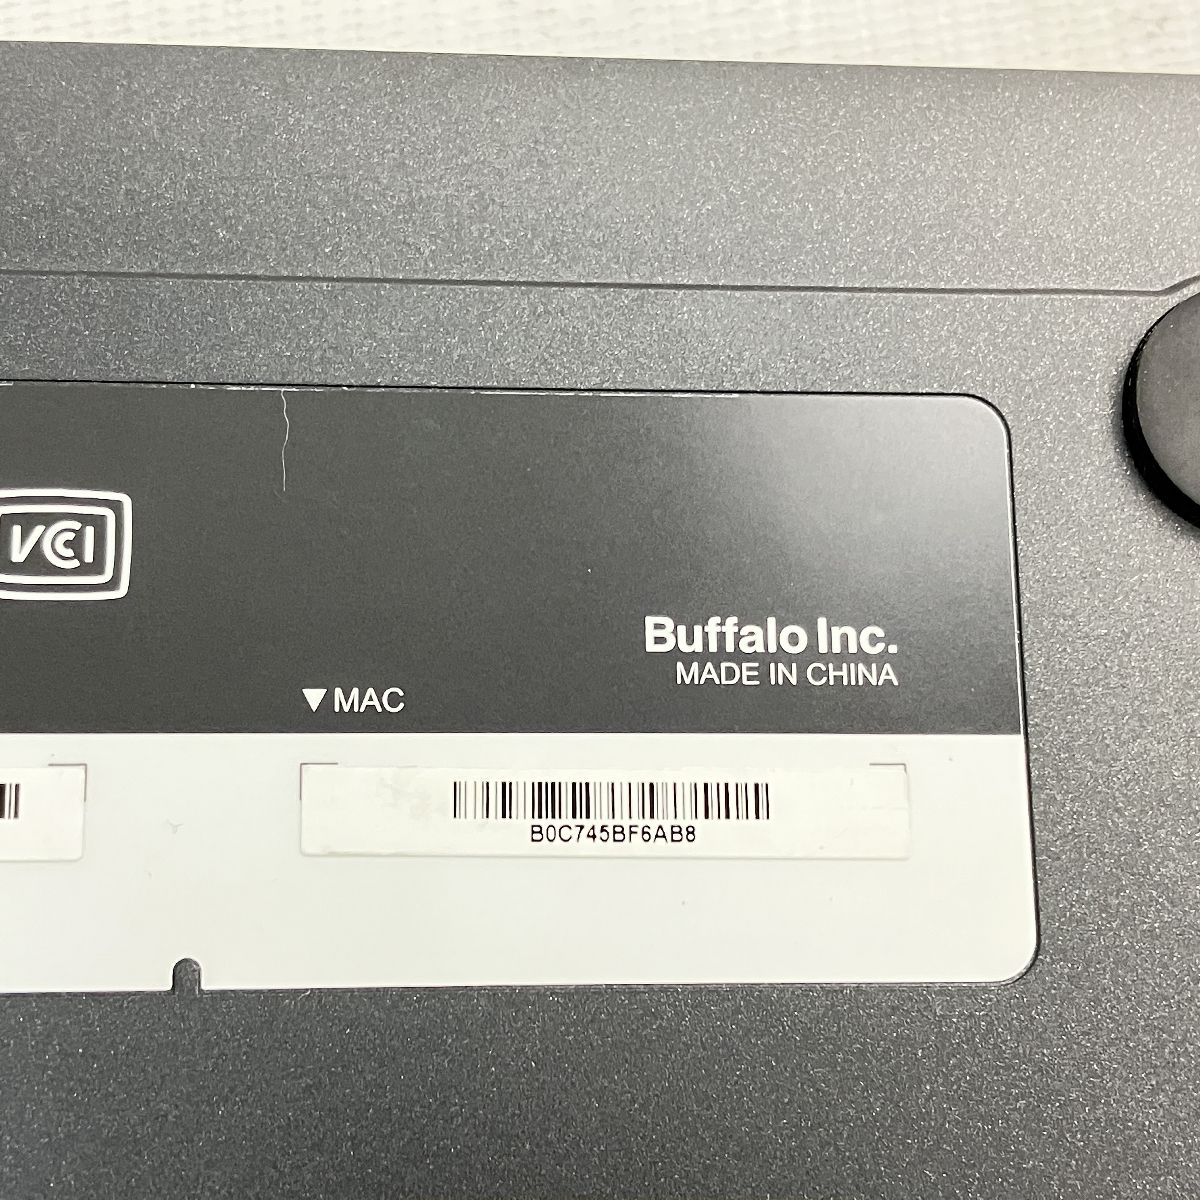 VCI
Buffalo Inc.
MADE IN CHINA
▼MAC
B0C745BF6AB8